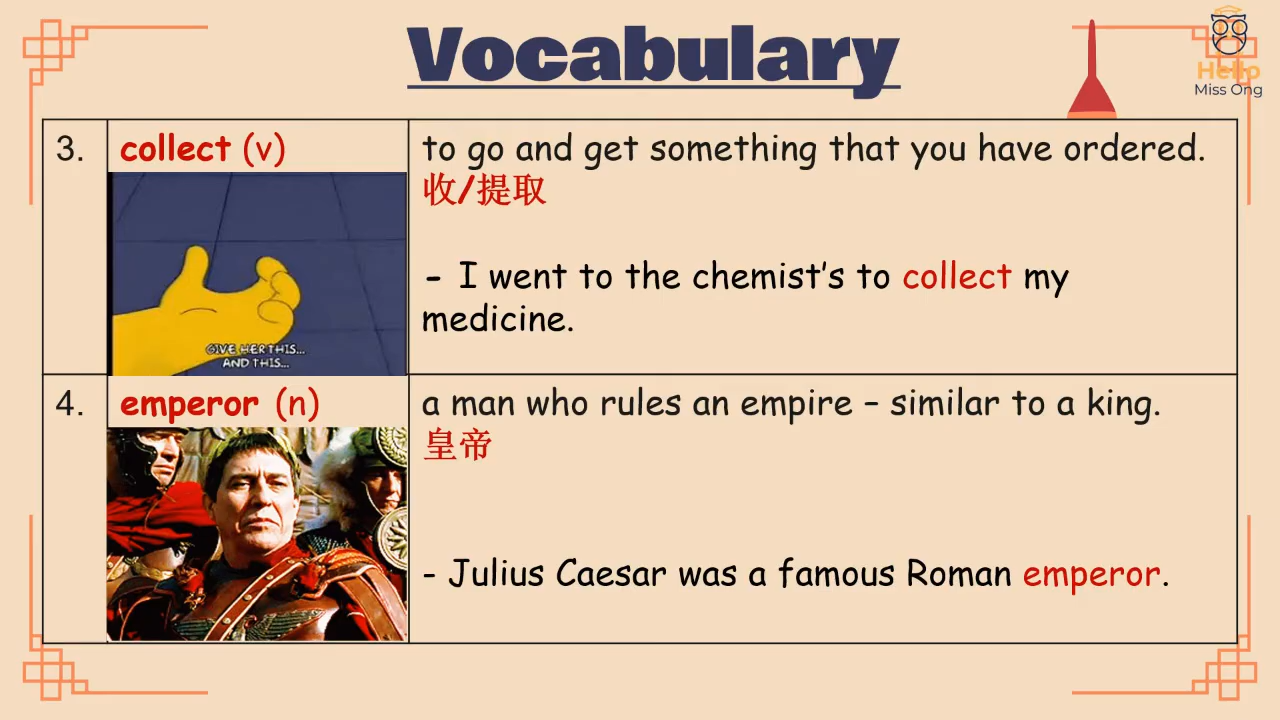 Vocabulary
Hello
Miss Ong
3.
collect (v)
to go and get something that you have ordered.
收/提取
- I went to the chemist's to collect my
medicine.
GIVE HER THIS...
AND THIS...
4.
emperor (n)
a man who rules an empire – similar to a king.
皇帝
- Julius Caesar was a famous Roman emperor.